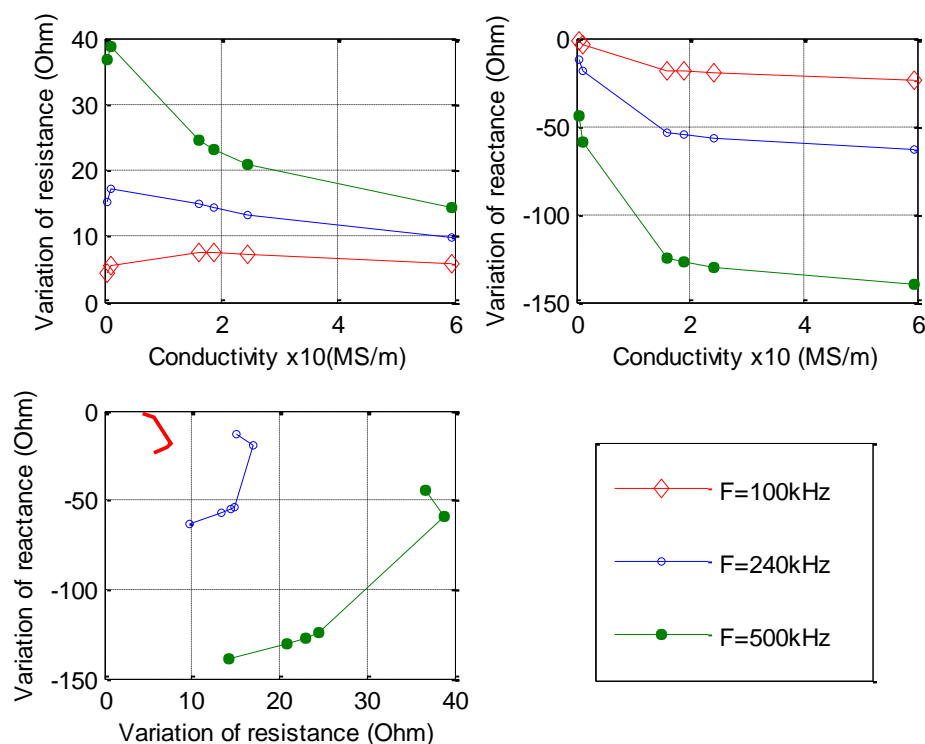 Variation of resistance (Ohm)
40
30
20
10
0
0
2
4
6
Conductivity x10(MS/m)
Variation of reactance (Ohm)
0
-50
-100
-150
0
2
4
6
Conductivity x10 (MS/m)
Variation of reactance (Ohm)
0
-50
-100
-150
0
10
20
30
40
Variation of resistance (Ohm)
F=100kHz
F=240kHz
F=500kHz